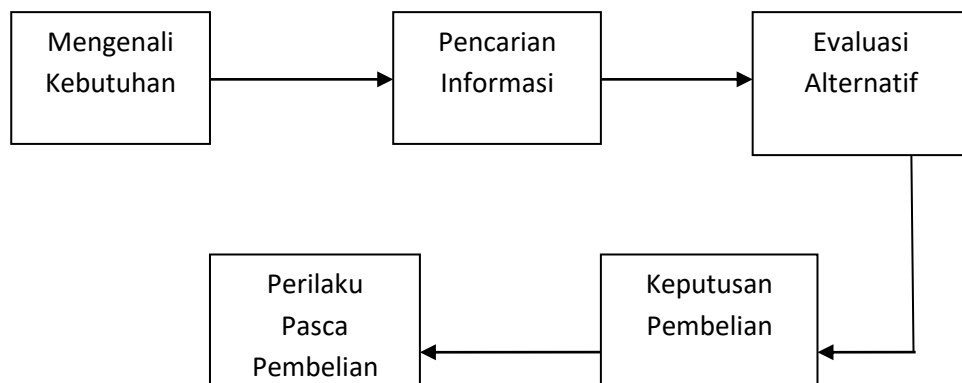 Mengenali
Kebutuhan
Pencarian
Informasi
Evaluasi
Alternatif
Keputusan
Pembelian
Perilaku
Pasca
Pembelian